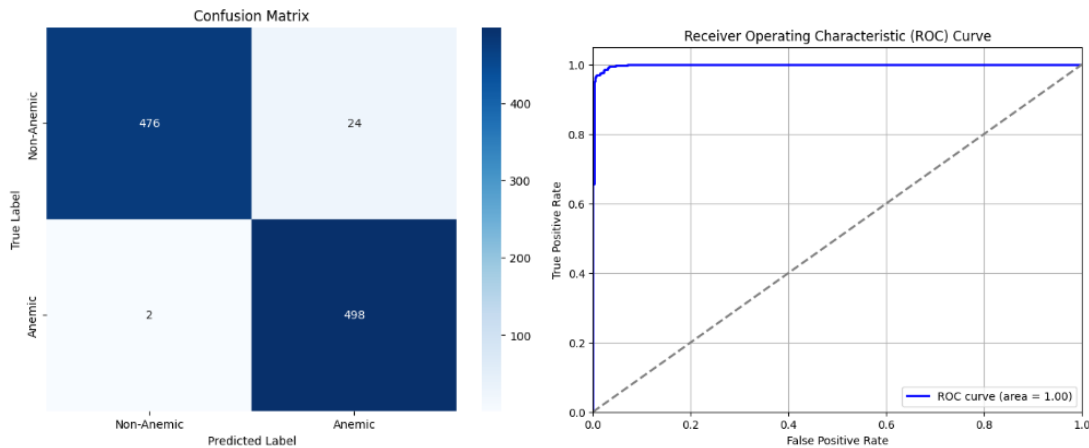 Confusion Matrix
Non-Anemic
Anemic
True Label
476
24
2
498
Non-Anemic
Anemic
Predicted Label
400
300
200
100
Receiver Operating Characteristic (ROC) Curve
True Positive Rate
1.0
0.8
0.6
0.4
0.2
0.0
0.0
0.2
0.4
0.6
0.8
1.0
False Positive Rate
ROC curve (area = 1.00)